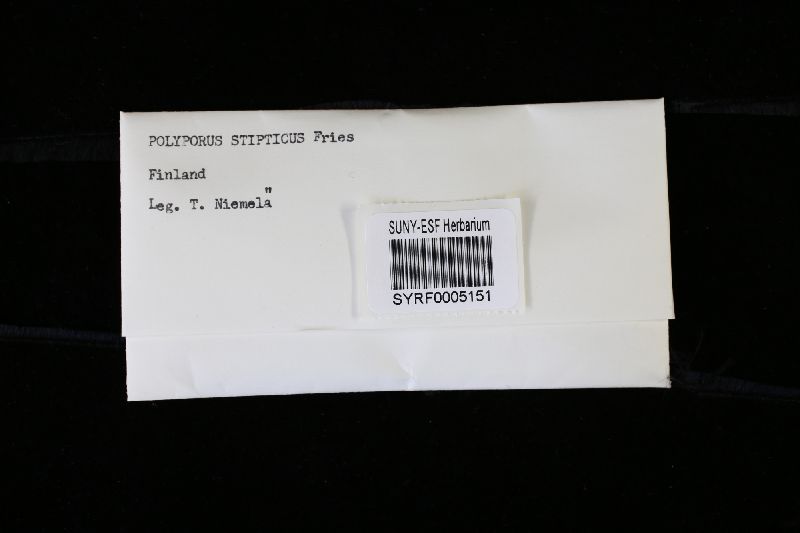 POLYPORUS STIPTICUS Fries
Finland
Leg. T. Niemelä
SUNY-ESF Herbarium
SYRF0005151